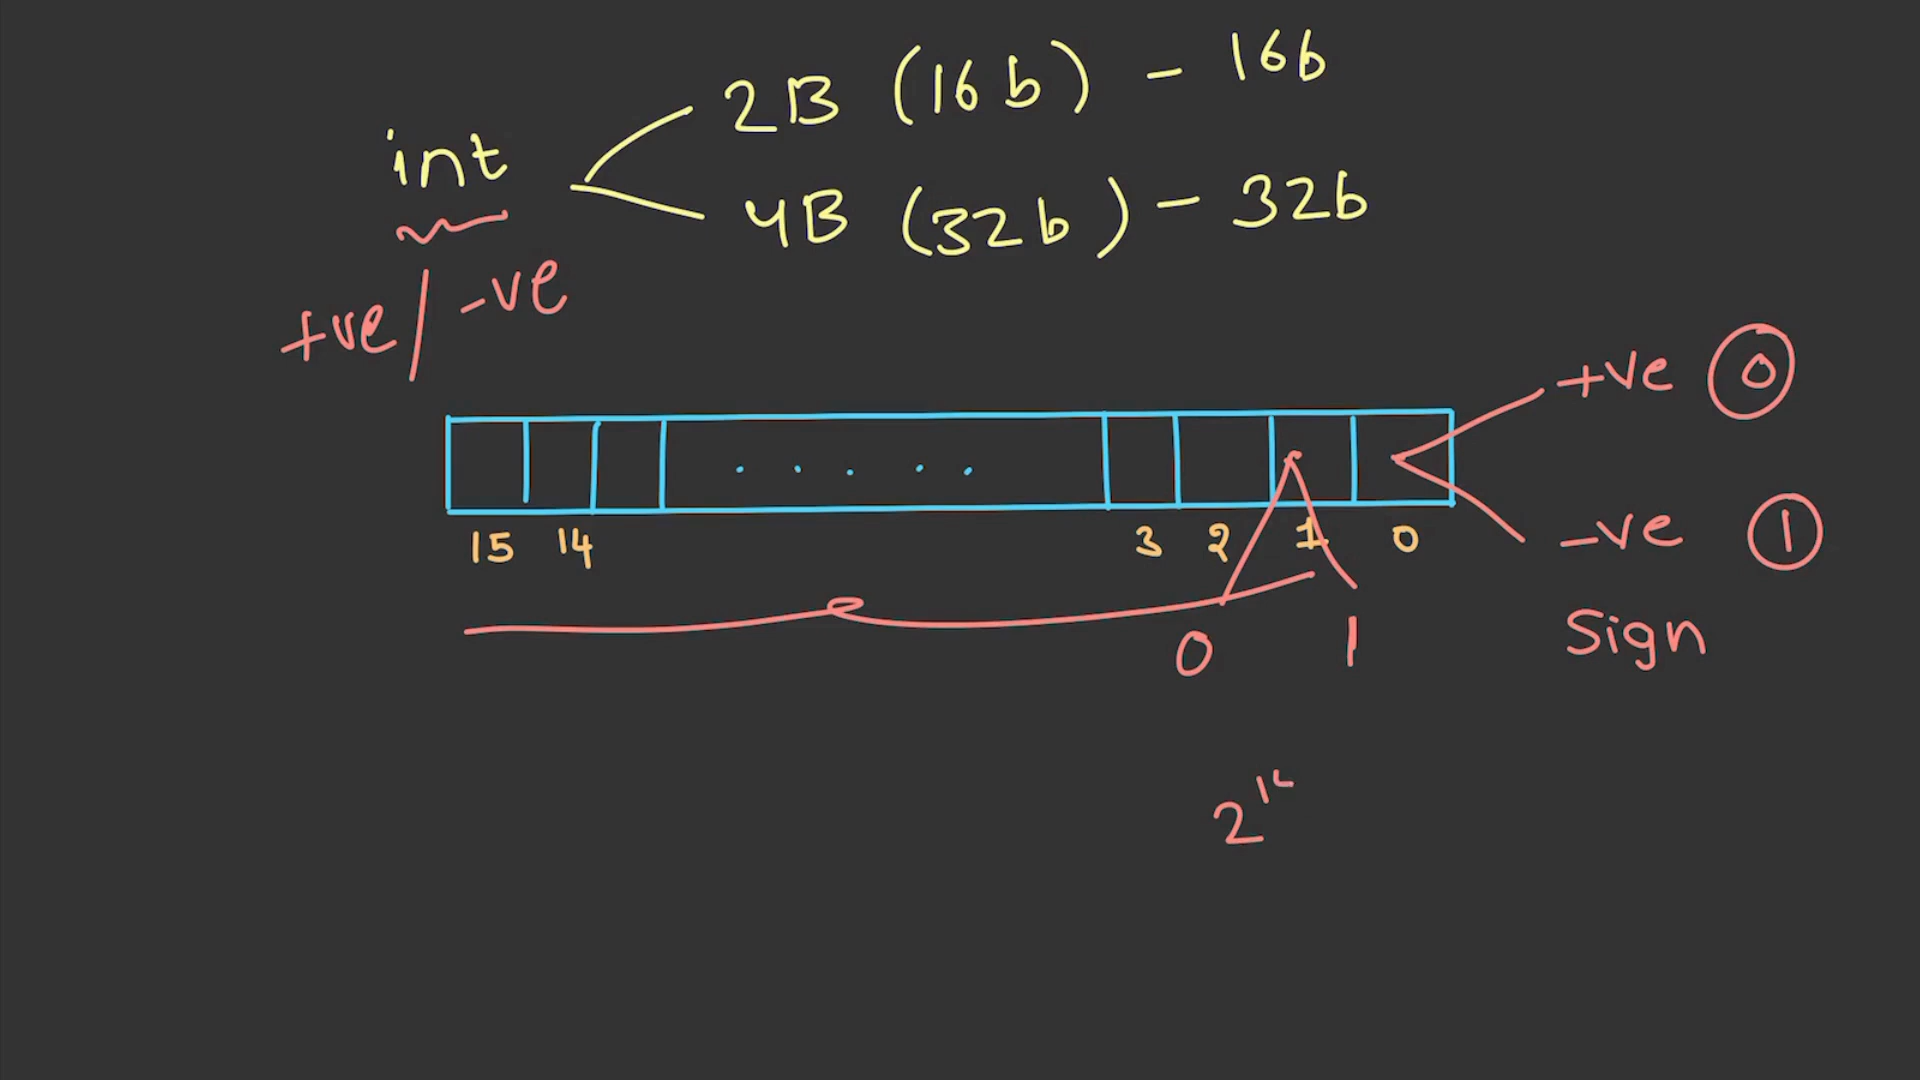 2B (16b) - 16b
int
4B (32b) - 32b
+ve / -ve
+ve 0
-ve 1
15 14 . . . . . 3 2 1 0
0 1
Sign
2